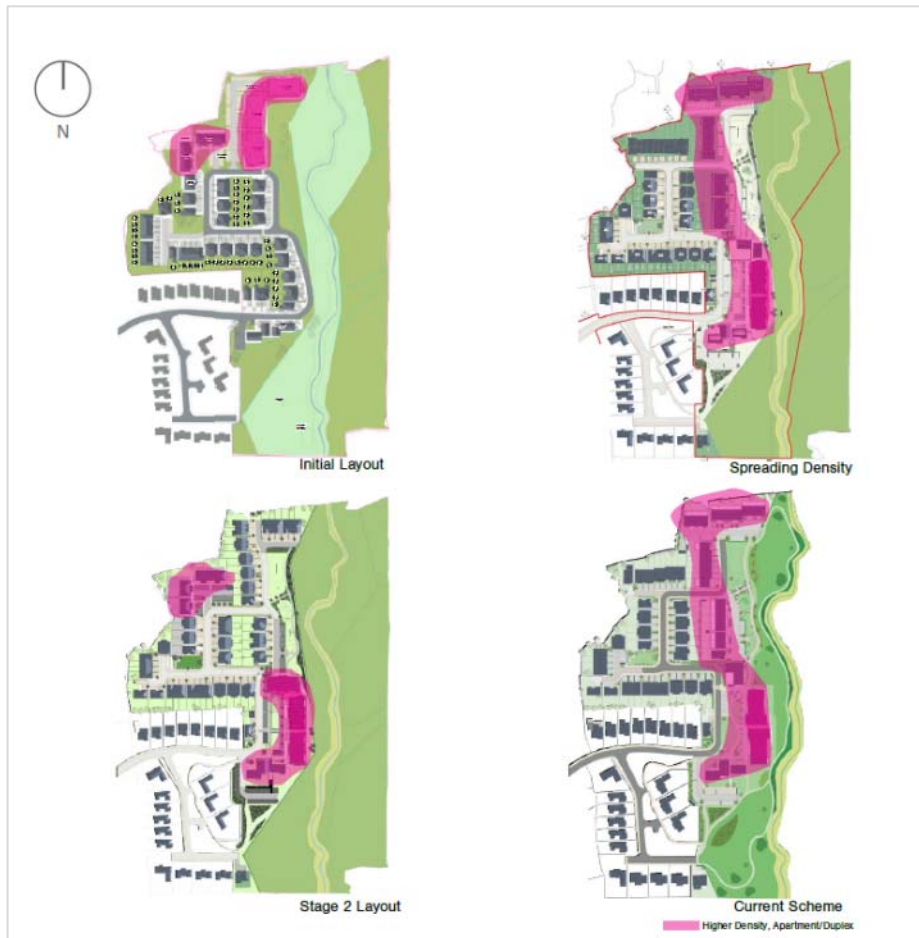 N
Initial Layout
Spreading Density
Stage 2 Layout
Current Scheme
Higher Density, Apartment/Duplex